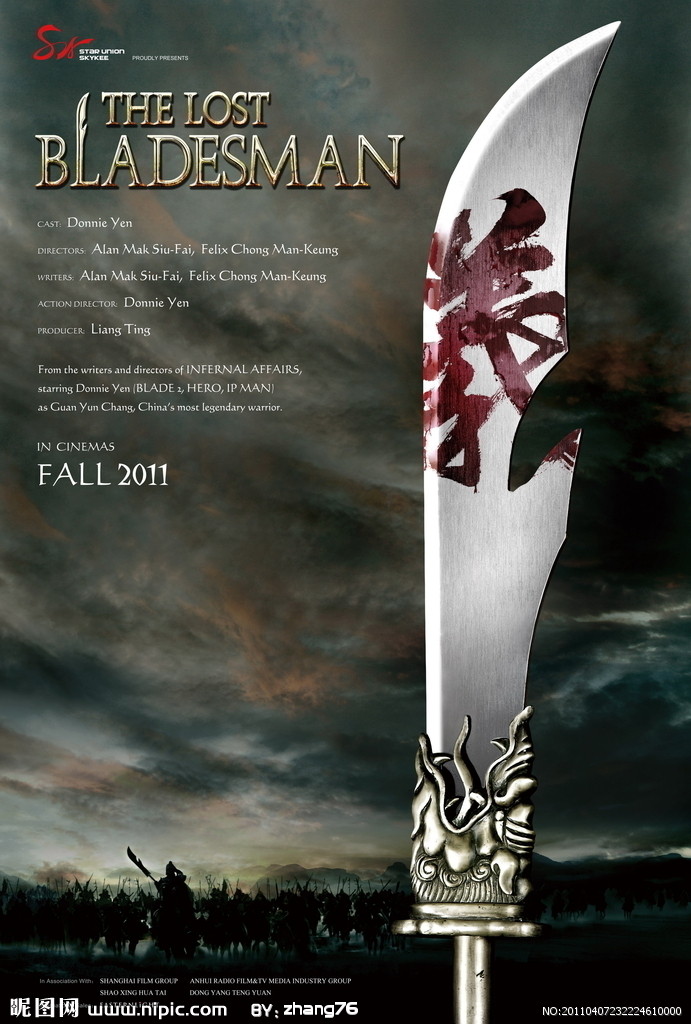 STAR UNION
SKYKEE
PROUDLY PRESENTS
THE LOST
BLADESMAN
CAST: Donnie Yen
DIRECTORS: Alan Mak Siu-Fai, Felix Chong Man-Keung
WRITERS: Alan Mak Siu-Fai, Felix Chong Man-Keung
ACTION DIRECTOR: Donnie Yen
PRODUCER: Liang Ting
From the writers and directors of INFERNAL AFFAIRS,
starring Donnie Yen [BLADE 2, HERO, IP MAN]
as Guan Yun Chang, China's most legendary warrior.
IN CINEMAS
FALL 2011
In Association With: SHANGHAI FILM GROUP ANHUI RADIO FILM&TV MEDIA INDUSTRY GROUP
SHAO XING HUA TAI DONG YANG TENG YUAN
昵图网 www.nipic.com BY: zhang76
NO:20110407232224610000